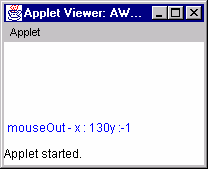 Applet Viewer: AW...
Applet
mouseOut - x : 130y :-1
Applet started.